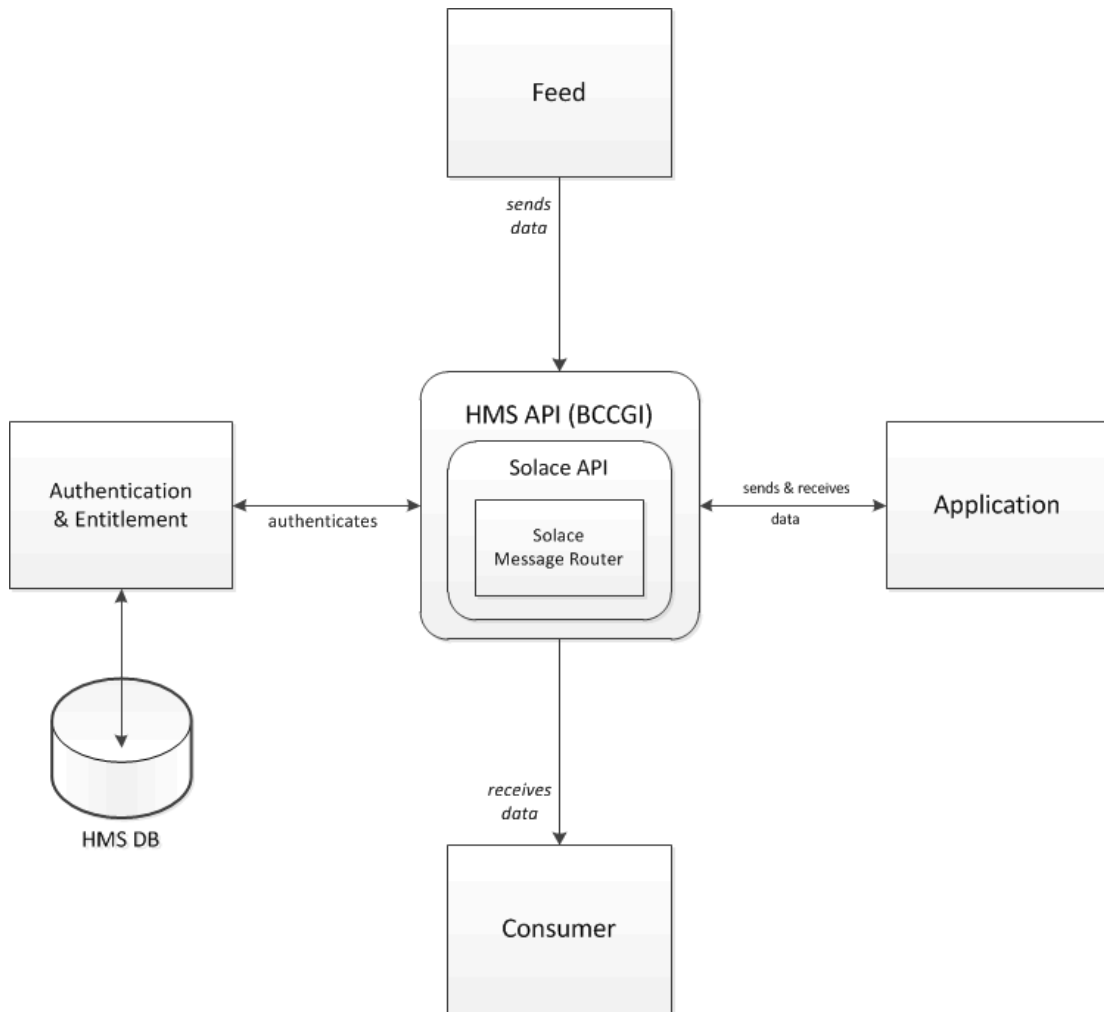 Feed
sends
data
HMS API (BCCGI)
Solace API
Solace
Message Router
Authentication
& Entitlement
authenticates
sends & receives
data
Application
HMS DB
receives
data
Consumer